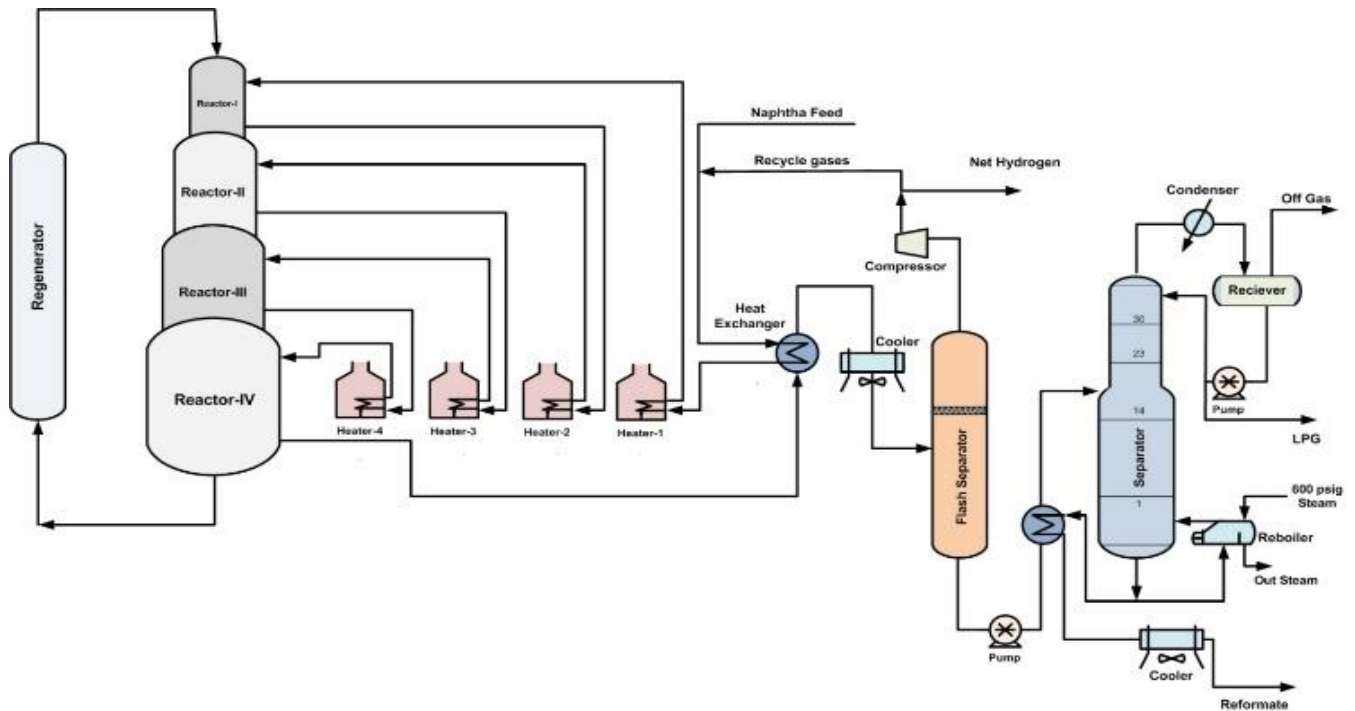 Reactor-I
Naphtha Feed
Recycle gases
Net Hydrogen
Reactor-II
Condenser
Off Gas
Regenerator
Compressor
Reactor-III
Reciever
Heat
Exchanger
Cooler
30
23
Reactor-IV
14
Pump
Heater-4
Heater-3
Heater-2
Heater-1
LPG
Flash Separator
Separator
1
600 psig
Steam
Reboiler
Out Steam
Pump
Cooler
Reformate